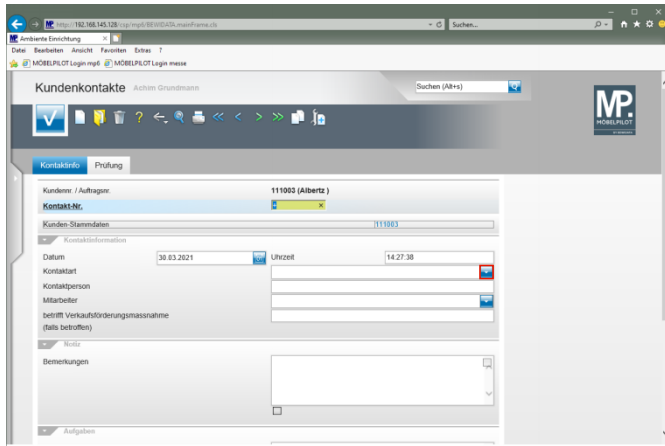 http://192.168.145.128/csp/mp6/BEWIDATA.mainFrame.cls
Suchen...
Ambiente Einrichtung
Datei Bearbeiten Ansicht Favoriten Extras ?
MÖBELPILOT Login mp6 MÖBELPILOT Login messe
Kundenkontakte Achim Grundmann
Suchen (Alt+s)
MP.
MÖBELPILOT
Kontaktinfo Prüfung
Kundennr. / Auftragsnr. 111003 (Albertz )
Kontakt-Nr. +
Kunden-Stammdaten 111003
Kontaktinformation
Datum 30.03.2021 Uhrzeit 14:27:38
Kontaktart
Kontaktperson
Mitarbeiter
betrifft Verkaufsförderungsmassnahme
(falls betroffen)
Notiz
Bemerkungen
Aufgaben